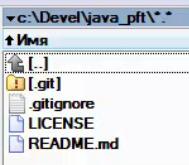 c:\Devel\java_pft\*.*
Имя
[..]
[.git]
.gitignore
LICENSE
README.md